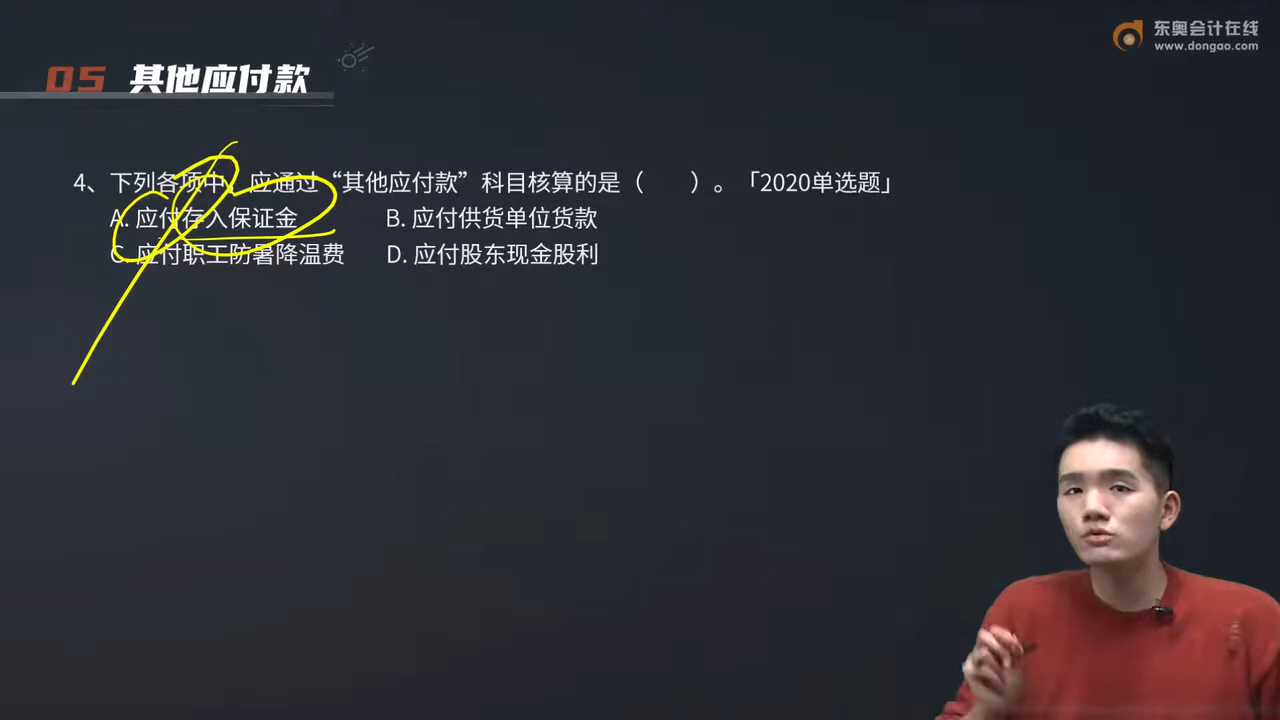 东奥会计在线
www.dongao.com
05 其他应付款
4、下列各项中，应通过“其他应付款”科目核算的是（　　）。「2020单选题」
A. 应付存入保证金　　B. 应付供货单位货款
C. 应付职工防暑降温费　　D. 应付股东现金股利